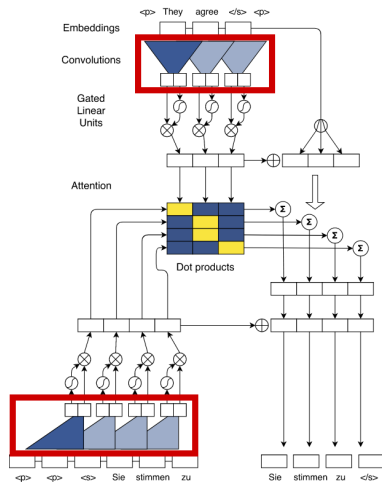 <p> They agree </s> <p>
Embeddings
Convolutions
Gated
Linear
Units
Attention
Σ
Σ
Σ
Σ
Dot products
<p> <p> <s> Sie stimmen zu
Sie stimmen zu </s>